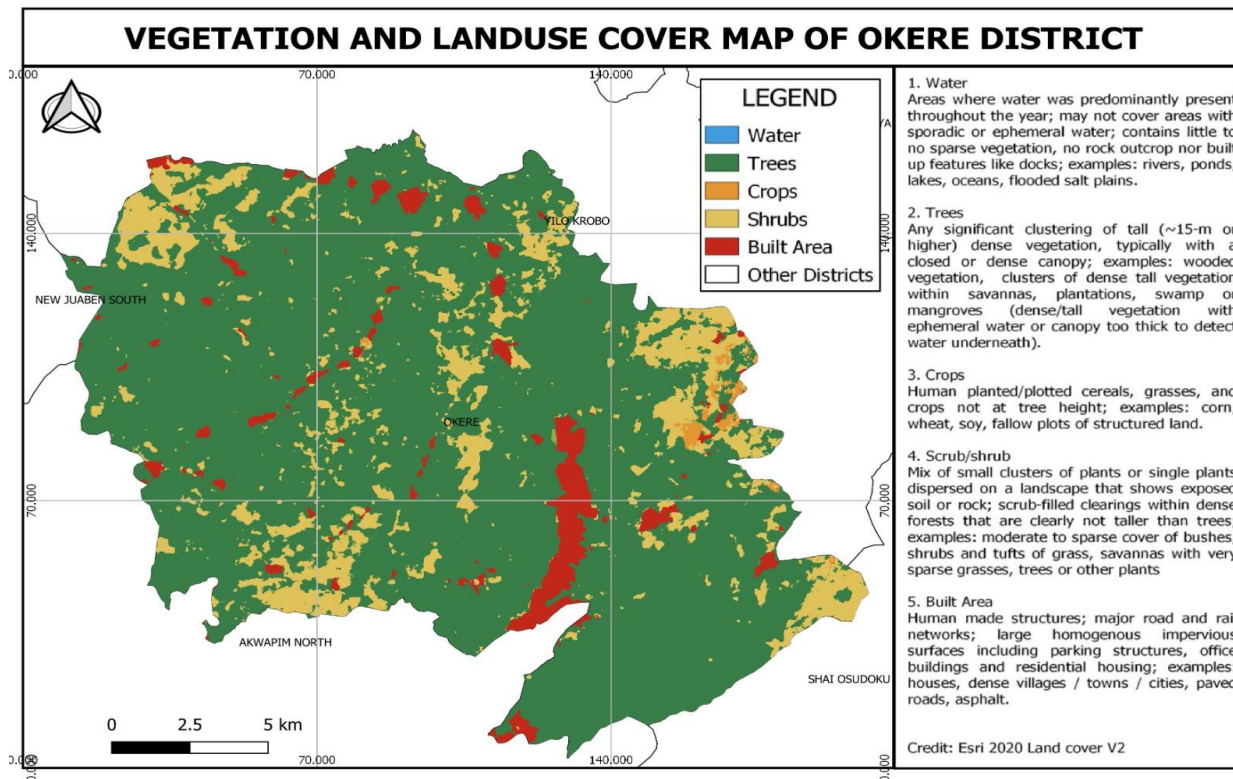 VEGETATION AND LANDUSE COVER MAP OF OKERE DISTRICT
0.000 70.000 140.000
LEGEND
Water
Trees
Crops
Shrubs
Built Area
Other Districts
YA
YILO KROBO
140.000 140.000
NEW JUABEN SOUTH
OKERE
70.000 70.000
AKWAPIM NORTH
SHAI OSUDOKU
0 2.5 5 km
0.000 70.000 140.000
1. Water
Areas where water was predominantly present
throughout the year; may not cover areas with
sporadic or ephemeral water; contains little to
no sparse vegetation, no rock outcrop nor built
up features like docks; examples: rivers, ponds,
lakes, oceans, flooded salt plains.
2. Trees
Any significant clustering of tall (~15-m or
higher) dense vegetation, typically with a
closed or dense canopy; examples: wooded
vegetation, clusters of dense tall vegetation
within savannas, plantations, swamp or
mangroves (dense/tall vegetation with
ephemeral water or canopy too thick to detect
water underneath).
3. Crops
Human planted/plotted cereals, grasses, and
crops not at tree height; examples: corn,
wheat, soy, fallow plots of structured land.
4. Scrub/shrub
Mix of small clusters of plants or single plants
dispersed on a landscape that shows exposed
soil or rock; scrub-filled clearings within dense
forests that are clearly not taller than trees;
examples: moderate to sparse cover of bushes,
shrubs and tufts of grass, savannas with very
sparse grasses, trees or other plants
5. Built Area
Human made structures; major road and rail
networks; large homogenous impervious
surfaces including parking structures, office
buildings and residential housing; examples:
houses, dense villages / towns / cities, paved
roads, asphalt.
Credit: Esri 2020 Land cover V2